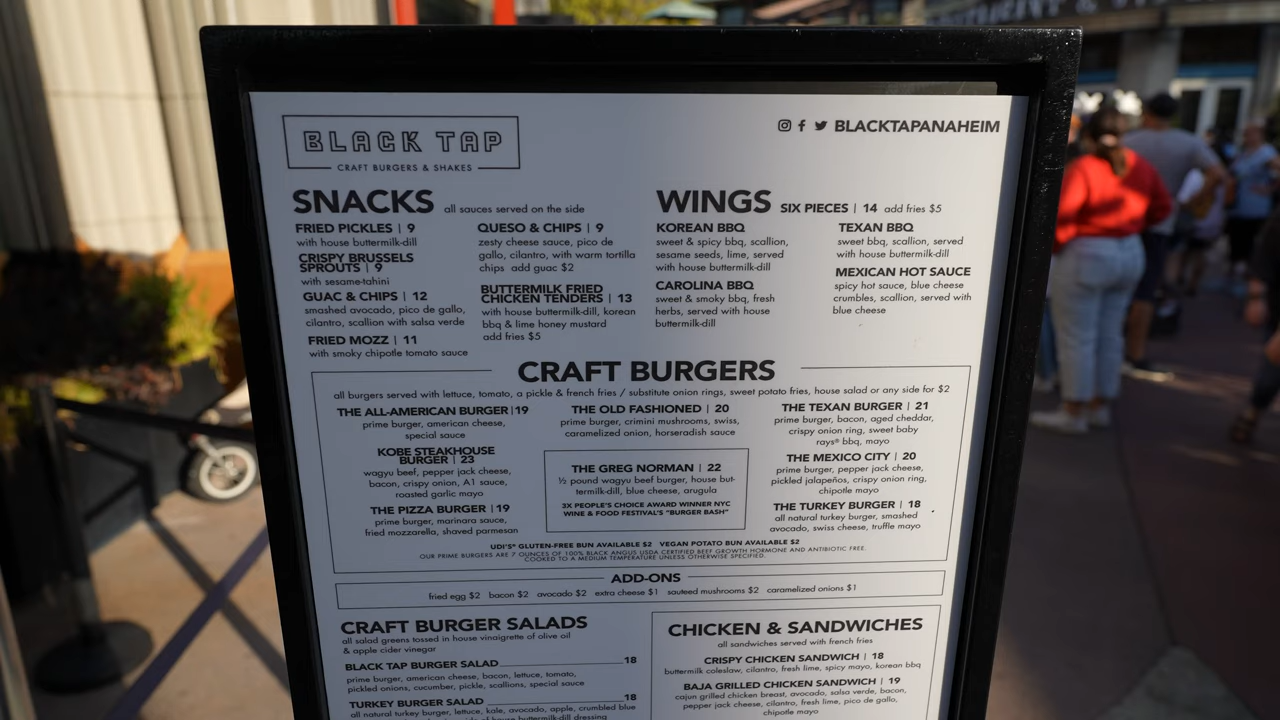 BLACK TAP
CRAFT BURGERS & SHAKES
BLACKTAPANAHEIM
SNACKS all sauces served on the side
FRIED PICKLES | 9
with house buttermilk-dill
CRISPY BRUSSELS
SPROUTS | 9
with sesame-tahini
GUAC & CHIPS | 12
smashed avocado, pico de gallo,
cilantro, scallion with salsa verde
FRIED MOZZ | 11
with smoky chipotle tomato sauce
QUESO & CHIPS | 9
zesty cheese sauce, pico de
gallo, cilantro, with warm tortilla
chips add guac $2
BUTTERMILK FRIED
CHICKEN TENDERS | 13
with house buttermilk-dill, korean
bbq & lime honey mustard
add fries $5
WINGS SIX PIECES | 14 add fries $5
KOREAN BBQ
sweet & spicy bbq, scallion,
sesame seeds, lime, served
with house buttermilk-dill
CAROLINA BBQ
sweet & smoky bbq, fresh
herbs, served with house
buttermilk-dill
TEXAN BBQ
sweet bbq, scallion, served
with house buttermilk-dill
MEXICAN HOT SAUCE
spicy hot sauce, blue cheese
crumbles, scallion, served with
blue cheese
CRAFT BURGERS
all burgers served with lettuce, tomato, a pickle & french fries / substitute onion rings, sweet potato fries, house salad or any side for $2
THE ALL-AMERICAN BURGER | 19
prime burger, american cheese,
special sauce
KOBE STEAKHOUSE
BURGER | 23
wagyu beef, pepper jack cheese,
bacon, crispy onion, A1 sauce,
roasted garlic mayo
THE PIZZA BURGER | 19
prime burger, marinara sauce,
fried mozzarella, shaved parmesan
THE OLD FASHIONED | 20
prime burger, crimini mushrooms, swiss,
caramelized onion, horseradish sauce
THE GREG NORMAN | 22
½ pound wagyu beef burger, house but-
termilk-dill, blue cheese, arugula
3X PEOPLE'S CHOICE AWARD WINNER NYC
WINE & FOOD FESTIVAL'S "BURGER BASH"
THE TEXAN BURGER | 21
prime burger, bacon, aged cheddar,
crispy onion ring, sweet baby
rays® bbq, mayo
THE MEXICO CITY | 20
prime burger, pepper jack cheese,
pickled jalapeños, crispy onion ring,
chipotle mayo
THE TURKEY BURGER | 18
all natural turkey burger, smashed
avocado, swiss cheese, truffle mayo
UDI'S® GLUTEN-FREE BUN AVAILABLE $2 VEGAN POTATO BUN AVAILABLE $2
OUR PRIME BURGERS ARE 7 OUNCES OF 100% BLACK ANGUS USDA CERTIFIED BEEF GROWTH HORMONE AND ANTIBIOTIC FREE.
COOKED TO A MEDIUM TEMPERATURE UNLESS OTHERWISE SPECIFIED.
ADD-ONS
fried egg $2 bacon $2 avocado $2 extra cheese $1 sauteed mushrooms $2 caramelized onions $1
CRAFT BURGER SALADS
all salad greens tossed in house vinaigrette of olive oil
& apple cider vinegar
BLACK TAP BURGER SALAD 18
prime burger, american cheese, bacon, lettuce, tomato,
pickled onions, cucumber, pickle, scallions, special sauce
TURKEY BURGER SALAD 18
all natural turkey burger, lettuce, kale, avocado, apple, crumbled blue
side of house buttermilk-dill dressing
CHICKEN & SANDWICHES
all sandwiches served with french fries
CRISPY CHICKEN SANDWICH | 18
buttermilk coleslaw, cilantro, fresh lime, spicy mayo, korean bbq
BAJA GRILLED CHICKEN SANDWICH | 19
cajun grilled chicken breast, avocado, salsa verde, bacon,
pepper jack cheese, cilantro, fresh lime, pico de gallo,
chipotle mayo